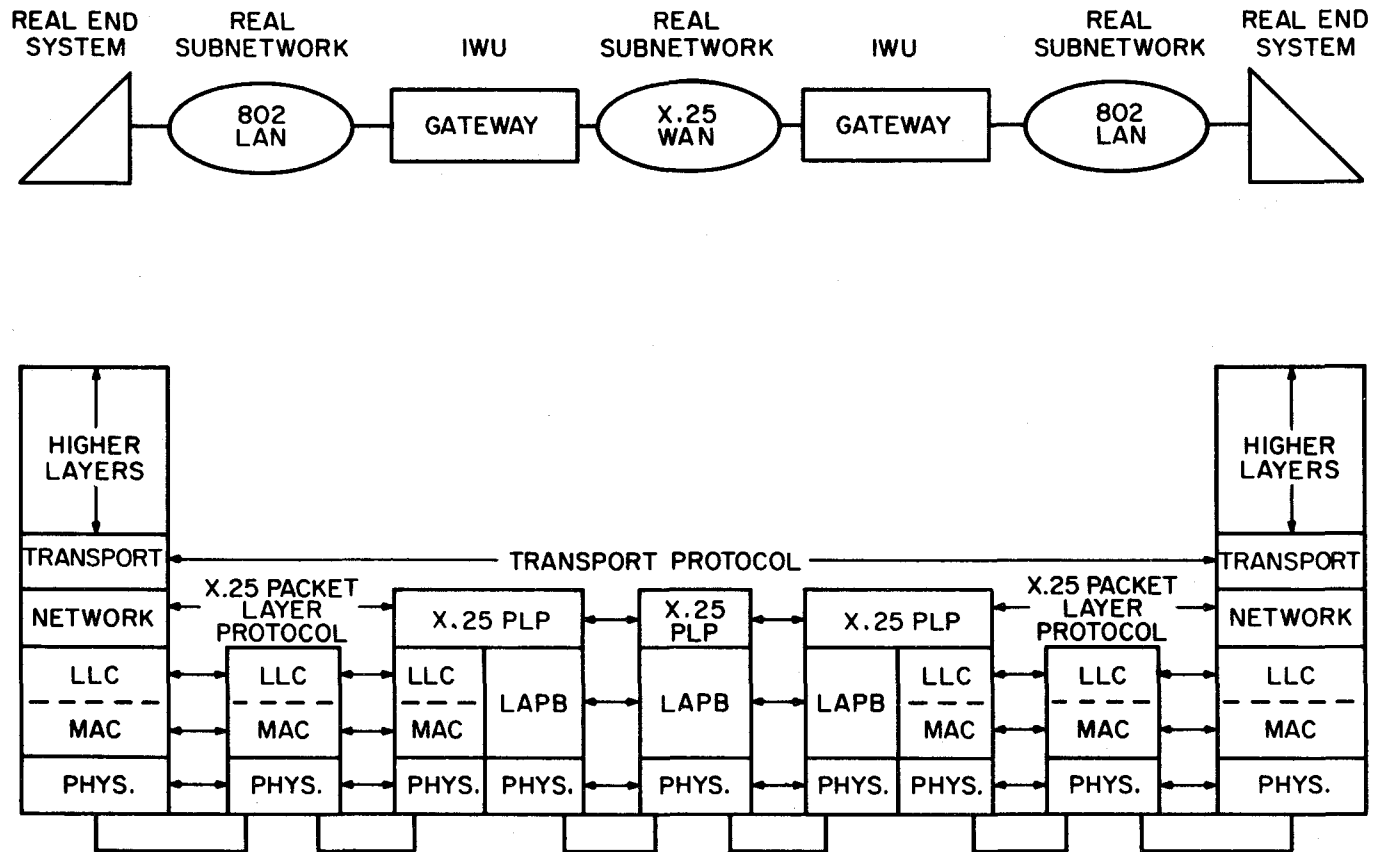 REAL END
SYSTEM
REAL
SUBNETWORK
IWU
REAL
SUBNETWORK
IWU
REAL
SUBNETWORK
REAL END
SYSTEM
802
LAN
GATEWAY
X.25
WAN
GATEWAY
802
LAN
HIGHER
LAYERS
HIGHER
LAYERS
TRANSPORT
TRANSPORT PROTOCOL
TRANSPORT
NETWORK
X.25 PACKET
LAYER
PROTOCOL
X.25 PLP
X.25
PLP
X.25 PLP
X.25 PACKET
LAYER
PROTOCOL
NETWORK
LLC
MAC
LLC
MAC
LLC
MAC
LAPB
LAPB
LAPB
LLC
MAC
LLC
MAC
LLC
MAC
PHYS.
PHYS.
PHYS.
PHYS.
PHYS.
PHYS.
PHYS.
PHYS.
PHYS.